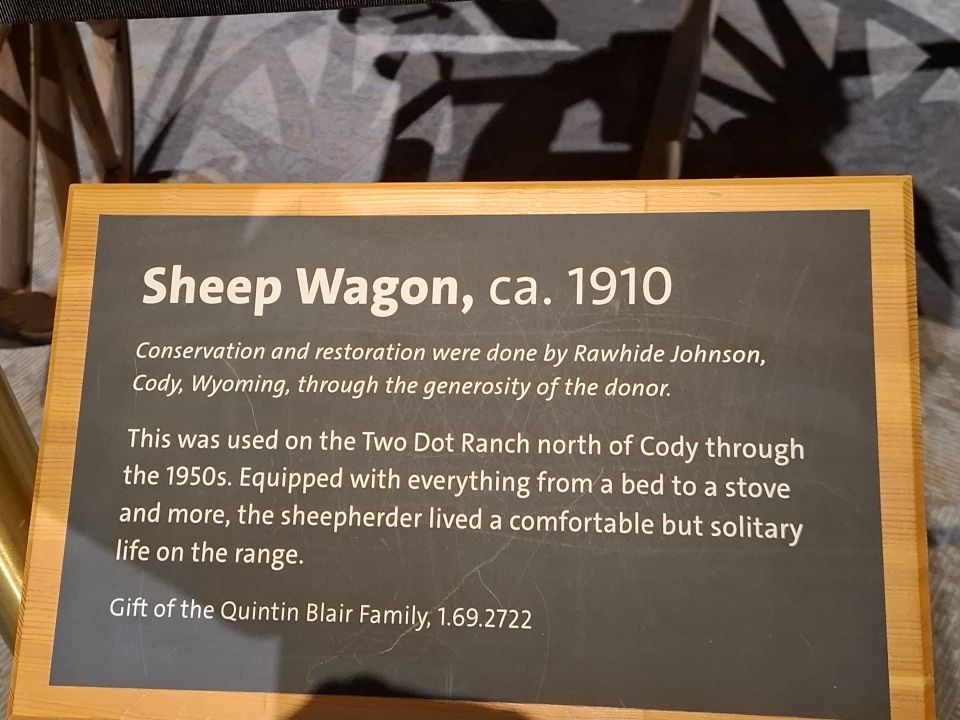 Sheep Wagon, ca. 1910
Conservation and restoration were done by Rawhide Johnson,
Cody, Wyoming, through the generosity of the donor.
This was used on the Two Dot Ranch north of Cody through
the 1950s. Equipped with everything from a bed to a stove
and more, the sheepherder lived a comfortable but solitary
life on the range.
Gift of the Quintin Blair Family, 1.69.2722